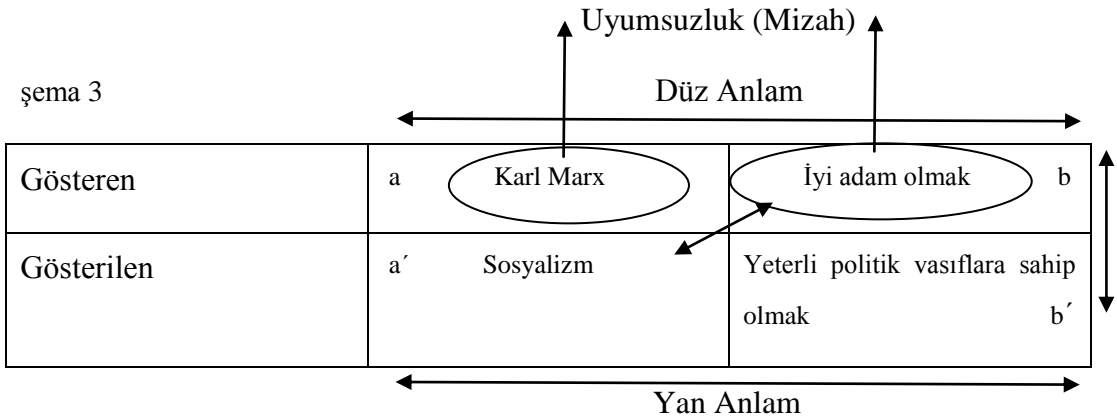 Uyumsuzluk (Mizah)
şema 3
Düz Anlam
Gösteren
a Karl Marx
İyi adam olmak b
Gösterilen
a´ Sosyalizm
Yeterli politik vasıflara sahip
olmak b´
Yan Anlam